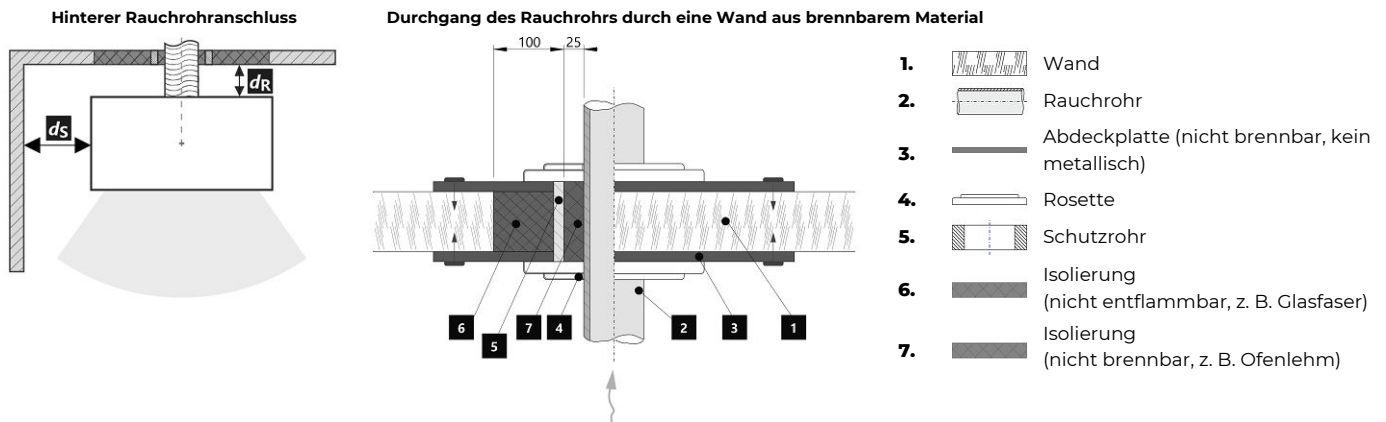 Hinterer Rauchrohranschluss
dR
dS
Durchgang des Rauchrohrs durch eine Wand aus brennbarem Material
100 25
6 5 7 4 2 3 1
1. Wand
2. Rauchrohr
3. Abdeckplatte (nicht brennbar, kein
metallisch)
4. Rosette
5. Schutzrohr
6. Isolierung
(nicht entflammbar, z. B. Glasfaser)
7. Isolierung
(nicht brennbar, z. B. Ofenlehm)